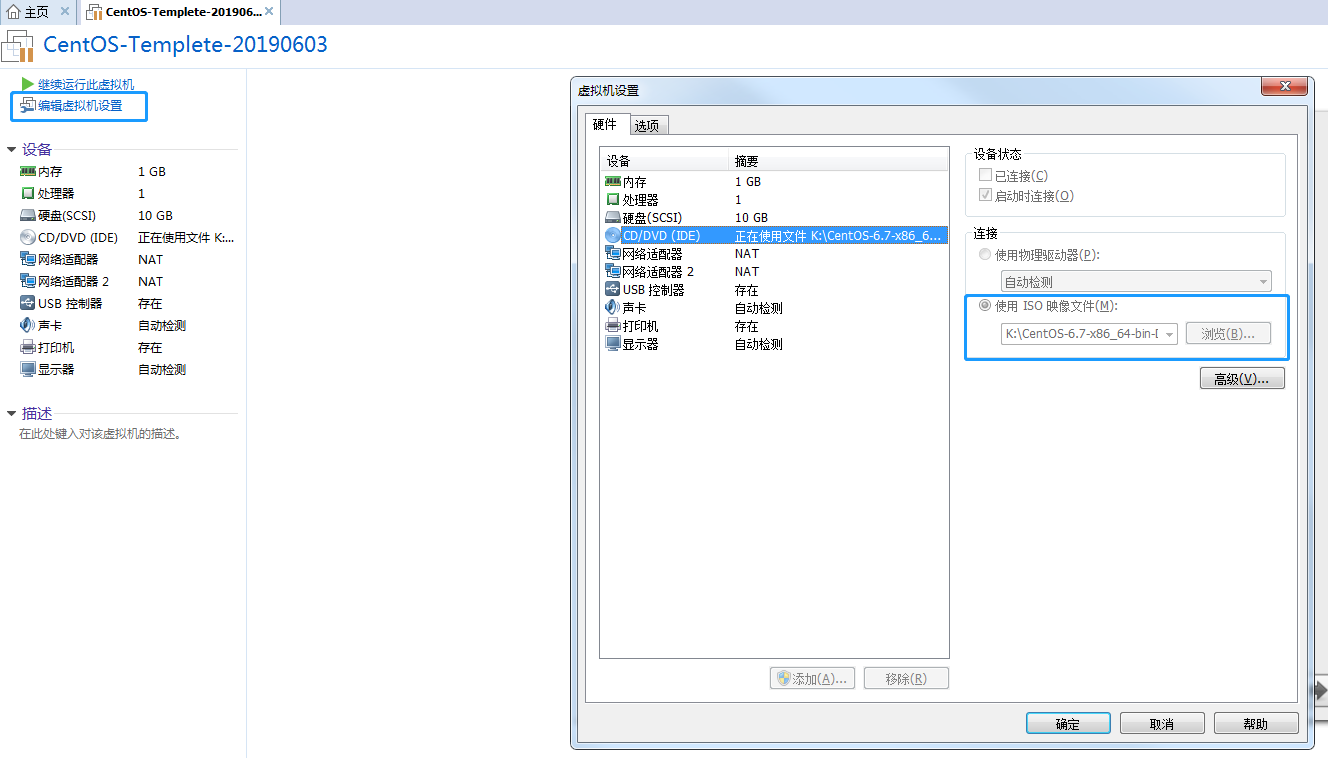 主页
CentOS-Templete-201906...
CentOS-Templete-20190603
继续运行此虚拟机
编辑虚拟机设置
设备
内存 1 GB
处理器 1
硬盘(SCSI) 10 GB
CD/DVD (IDE) 正在使用文件 K:...
网络适配器 NAT
网络适配器 2 NAT
USB 控制器 存在
声卡 自动检测
打印机 存在
显示器 自动检测
描述
在此处键入对该虚拟机的描述。
虚拟机设置
硬件 选项
设备 摘要
内存 1 GB
处理器 1
硬盘(SCSI) 10 GB
CD/DVD (IDE) 正在使用文件 K:\CentOS-6.7-x86_6...
网络适配器 NAT
网络适配器 2 NAT
USB 控制器 存在
声卡 自动检测
打印机 存在
显示器 自动检测
添加(A)... 移除(R)
设备状态
已连接(C)
启动时连接(O)
连接
使用物理驱动器(P):
自动检测
使用 ISO 映像文件(M):
K:\CentOS-6.7-x86_64-bin-D 浏览(B)...
高级(V)...
确定 取消 帮助